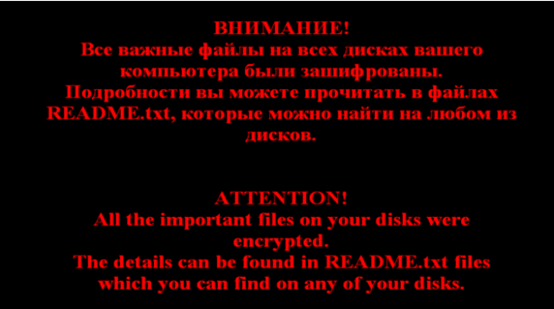 ВНИМАНИЕ!
Все важные файлы на всех дисках вашего
компьютера были зашифрованы.
Подробности вы можете прочитать в файлах
README.txt, которые можно найти на любом из
дисков.
ATTENTION!
All the important files on your disks were
encrypted.
The details can be found in README.txt files
which you can find on any of your disks.